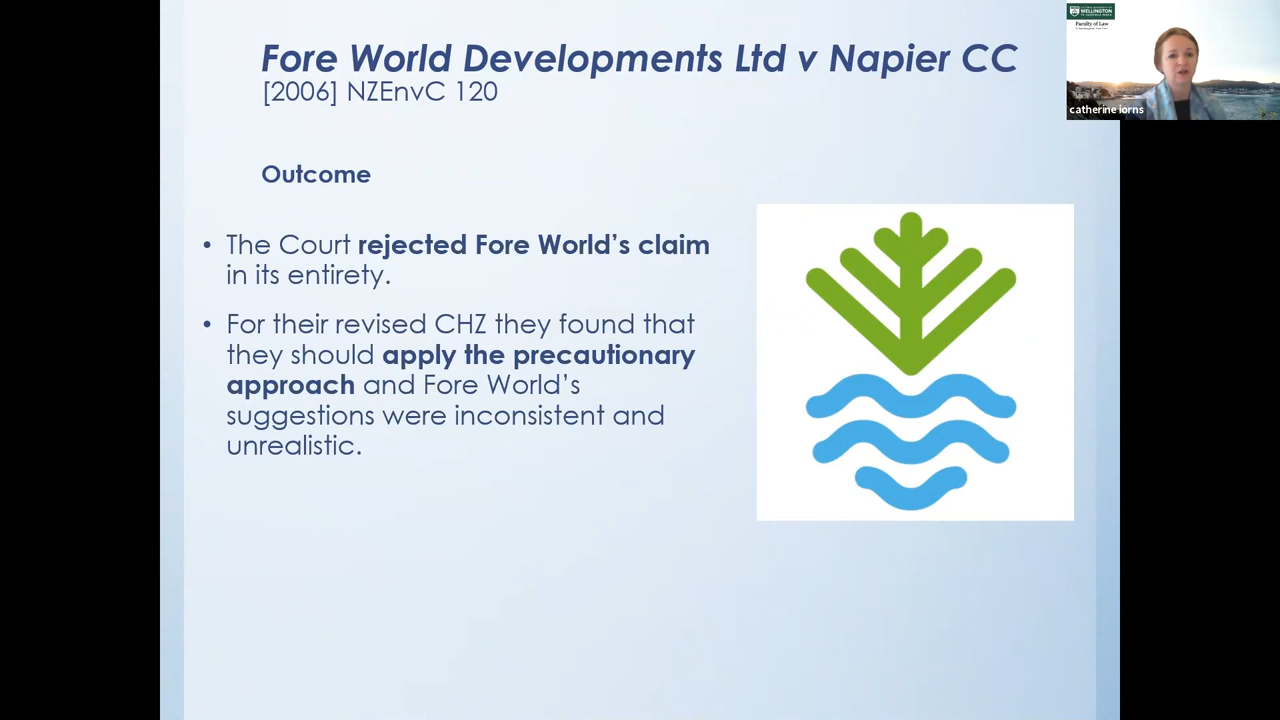 Fore World Developments Ltd v Napier CC
[2006] NZEnvC 120
WELLINGTON
Faculty of Law
catherine iorns
Outcome
• The Court rejected Fore World’s claim
in its entirety.
• For their revised CHZ they found that
they should apply the precautionary
approach and Fore World’s
suggestions were inconsistent and
unrealistic.